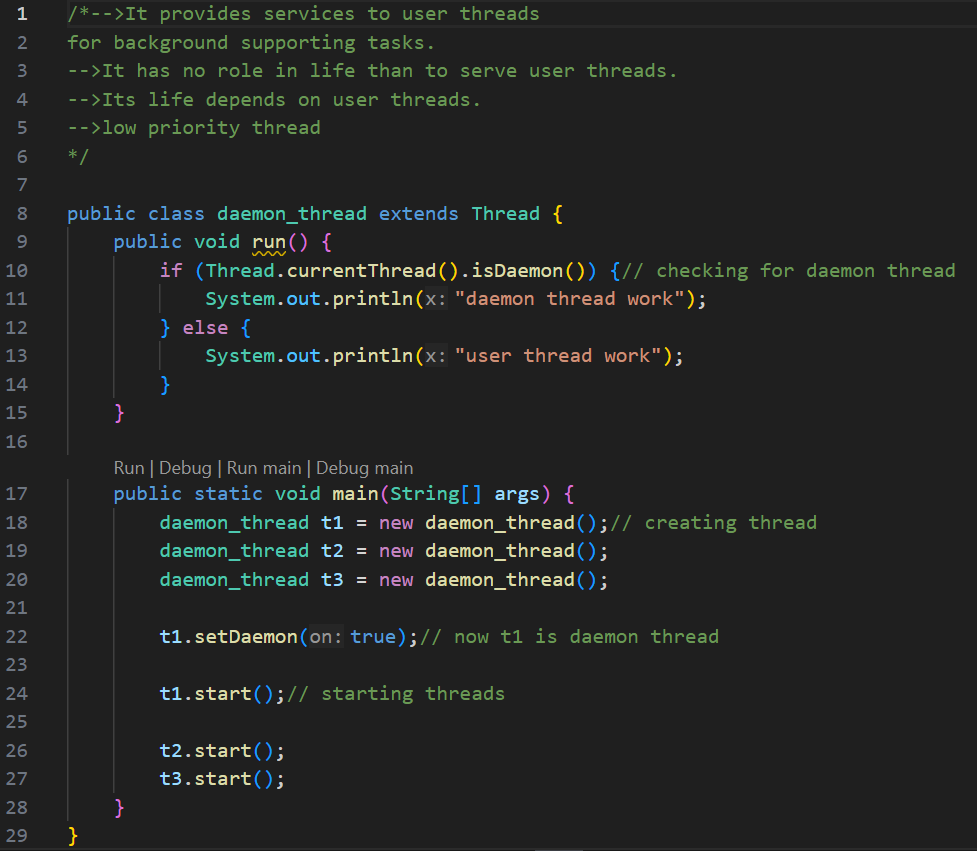 1 /*-->It provides services to user threads
2 for background supporting tasks.
3 -->It has no role in life than to serve user threads.
4 -->Its life depends on user threads.
5 -->low priority thread
6 */
7
8 public class daemon_thread extends Thread {
9     public void run() {
10         if (Thread.currentThread().isDaemon()) {// checking for daemon thread
11             System.out.println(x: "daemon thread work");
12         } else {
13             System.out.println(x: "user thread work");
14         }
15     }
16
Run | Debug | Run main | Debug main
17     public static void main(String[] args) {
18         daemon_thread t1 = new daemon_thread();// creating thread
19         daemon_thread t2 = new daemon_thread();
20         daemon_thread t3 = new daemon_thread();
21
22         t1.setDaemon(on: true);// now t1 is daemon thread
23
24         t1.start();// starting threads
25
26         t2.start();
27         t3.start();
28     }
29 }